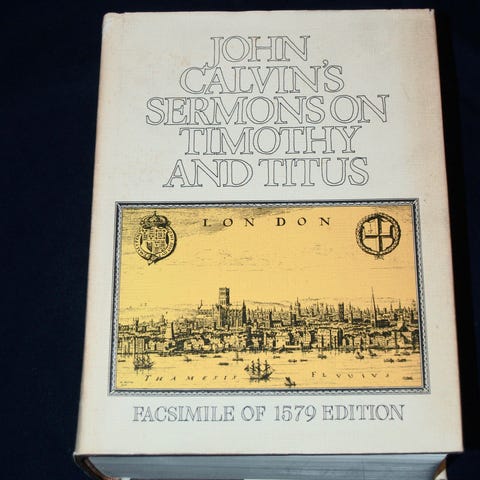 JOHN
CALVIN'S
SERMONS ON
TIMOTHY
AND TITUS
LONDON
THAMESIS FLUVIUS
FACSIMILE OF 1579 EDITION